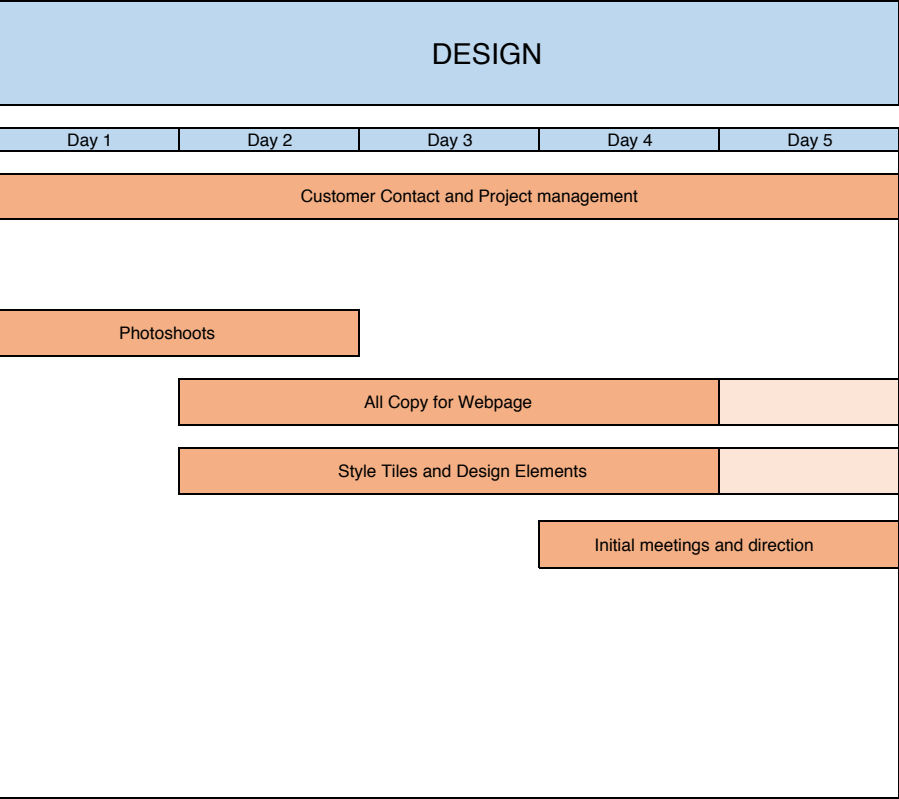 DESIGN
Day 1
Day 2
Day 3
Day 4
Day 5
Customer Contact and Project management
Photoshoots
All Copy for Webpage
Style Tiles and Design Elements
Initial meetings and direction